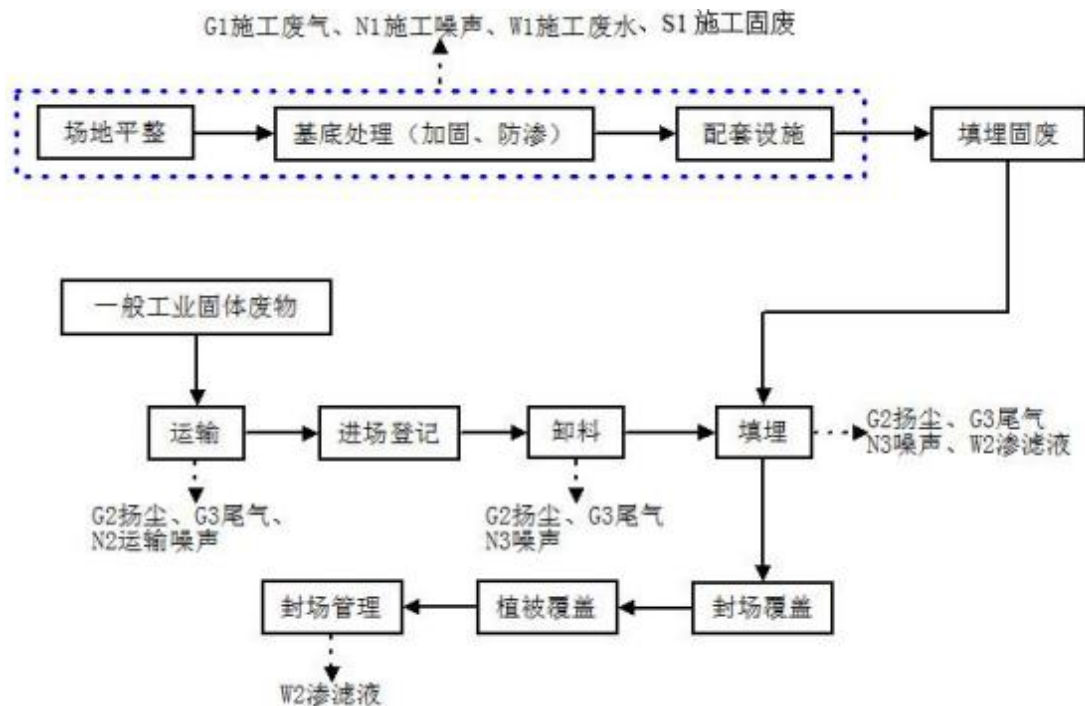 G1施工废气、N1施工噪声、W1施工废水、S1施工固废
场地平整
基底处理（加固、防渗）
配套设施
填埋固废
一般工业固体废物
运输
进场登记
卸料
填埋
G2扬尘、G3尾气
N3噪声、W2渗滤液
G2扬尘、G3尾气、
N2运输噪声
G2扬尘、G3尾气
N3噪声
封场管理
植被覆盖
封场覆盖
W2渗滤液